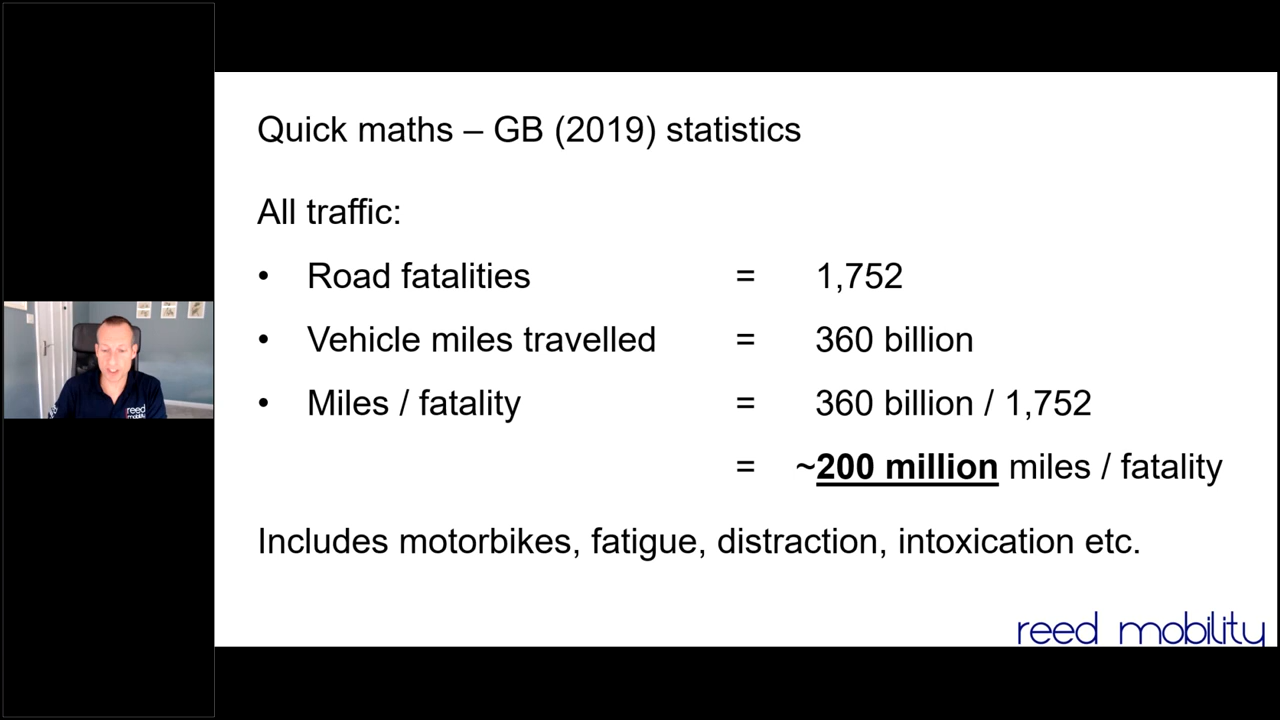 Quick maths – GB (2019) statistics
All traffic:
• Road fatalities = 1,752
• Vehicle miles travelled = 360 billion
• Miles / fatality = 360 billion / 1,752
= ~200 million miles / fatality
Includes motorbikes, fatigue, distraction, intoxication etc.
reed mobility
reed